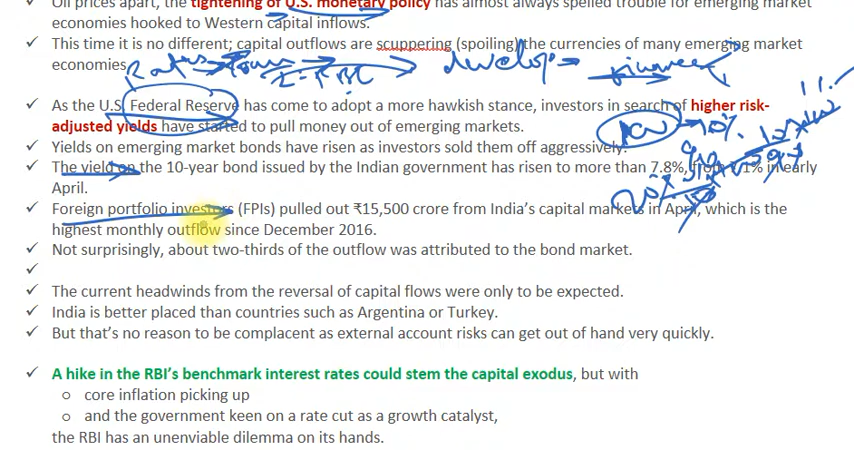 Oil prices apart, the tightening of U.S. monetary policy has almost always spelled trouble for emerging market
economies hooked to Western capital inflows.
✓ This time it is no different; capital outflows are scuppering (spoiling) the currencies of many emerging market
economies.
✓ As the U.S. Federal Reserve has come to adopt a more hawkish stance, investors in search of higher risk-
adjusted yields have started to pull money out of emerging markets.
✓ Yields on emerging market bonds have risen as investors sold them off aggressively.
✓ The yield on the 10-year bond issued by the Indian government has risen to more than 7.8%, from 7.1% in early
April.
✓ Foreign portfolio investors (FPIs) pulled out ₹15,500 crore from India's capital markets in April, which is the
highest monthly outflow since December 2016.
✓ Not surprisingly, about two-thirds of the outflow was attributed to the bond market.
✓
✓ The current headwinds from the reversal of capital flows were only to be expected.
✓ India is better placed than countries such as Argentina or Turkey.
✓ But that's no reason to be complacent as external account risks can get out of hand very quickly.
✓ A hike in the RBI's benchmark interest rates could stem the capital exodus, but with
o core inflation picking up
o and the government keen on a rate cut as a growth catalyst,
the RBI has an unenviable dilemma on its hands.